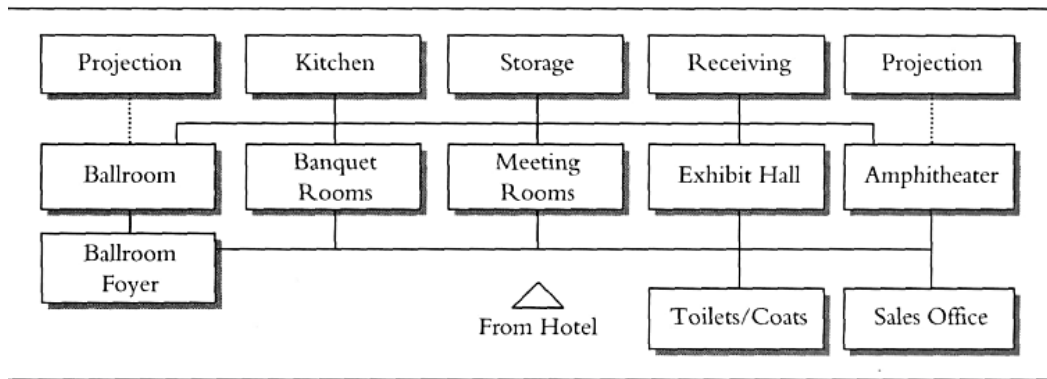 Projection
Kitchen
Storage
Receiving
Projection
Ballroom
Banquet
Rooms
Meeting
Rooms
Exhibit Hall
Amphitheater
Ballroom
Foyer
From Hotel
Toilets/Coats
Sales Office